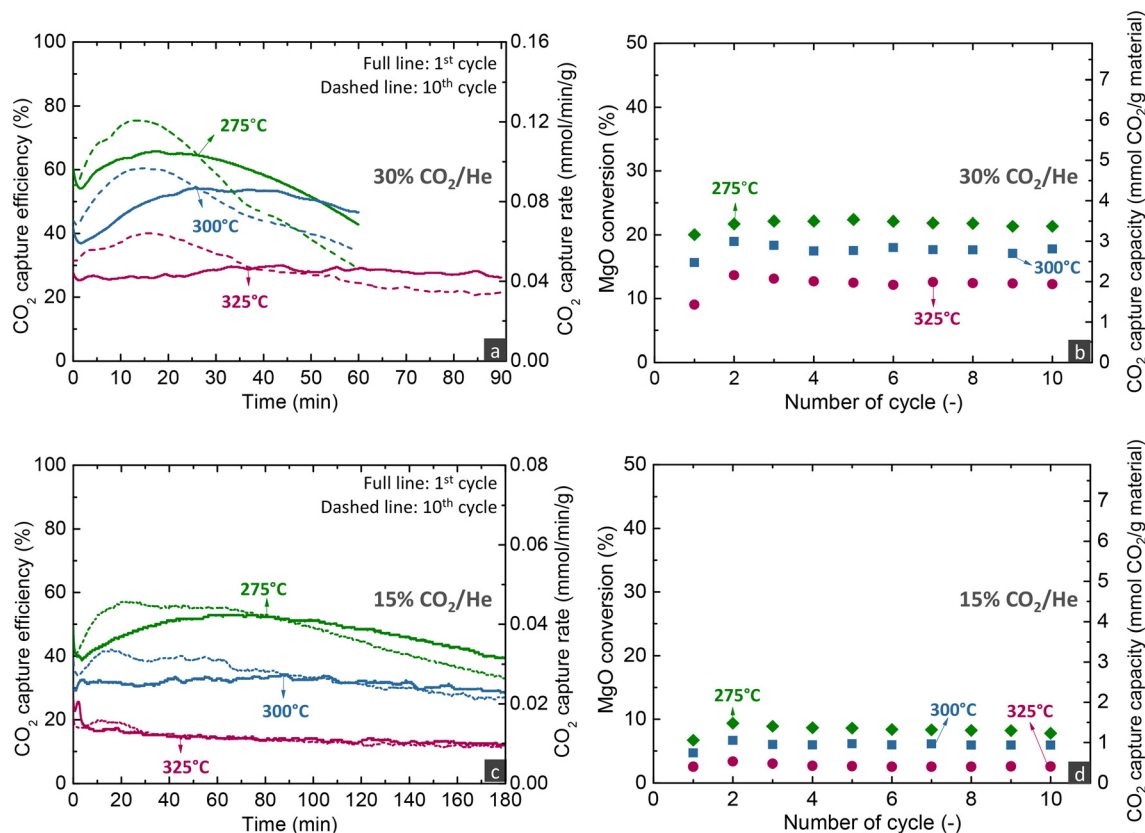 100
80
60
40
20
0
CO₂ capture efficiency (%)
Full line: 1ˢᵗ cycle
Dashed line: 10ᵗʰ cycle
275°C
30% CO₂/He
300°C
325°C
0.16
0.12
0.08
0.04
0.00
CO₂ capture rate (mmol/min/g)
a
0 10 20 30 40 50 60 70 80 90
Time (min)
50
40
30
20
10
0
MgO conversion (%)
30% CO₂/He
275°C
300°C
325°C
7
6
5
4
3
2
1
0
CO₂ capture capacity (mmol CO₂/g material)
b
0 2 4 6 8 10
Number of cycle (-)
100
80
60
40
20
0
CO₂ capture efficiency (%)
Full line: 1ˢᵗ cycle
Dashed line: 10ᵗʰ cycle
275°C
15% CO₂/He
300°C
325°C
0.08
0.06
0.04
0.02
0.00
CO₂ capture rate (mmol/min/g)
c
0 20 40 60 80 100 120 140 160 180
Time (min)
50
40
30
20
10
0
MgO conversion (%)
15% CO₂/He
275°C
300°C
325°C
7
6
5
4
3
2
1
0
CO₂ capture capacity (mmol CO₂/g material)
d
0 2 4 6 8 10
Number of cycle (-)